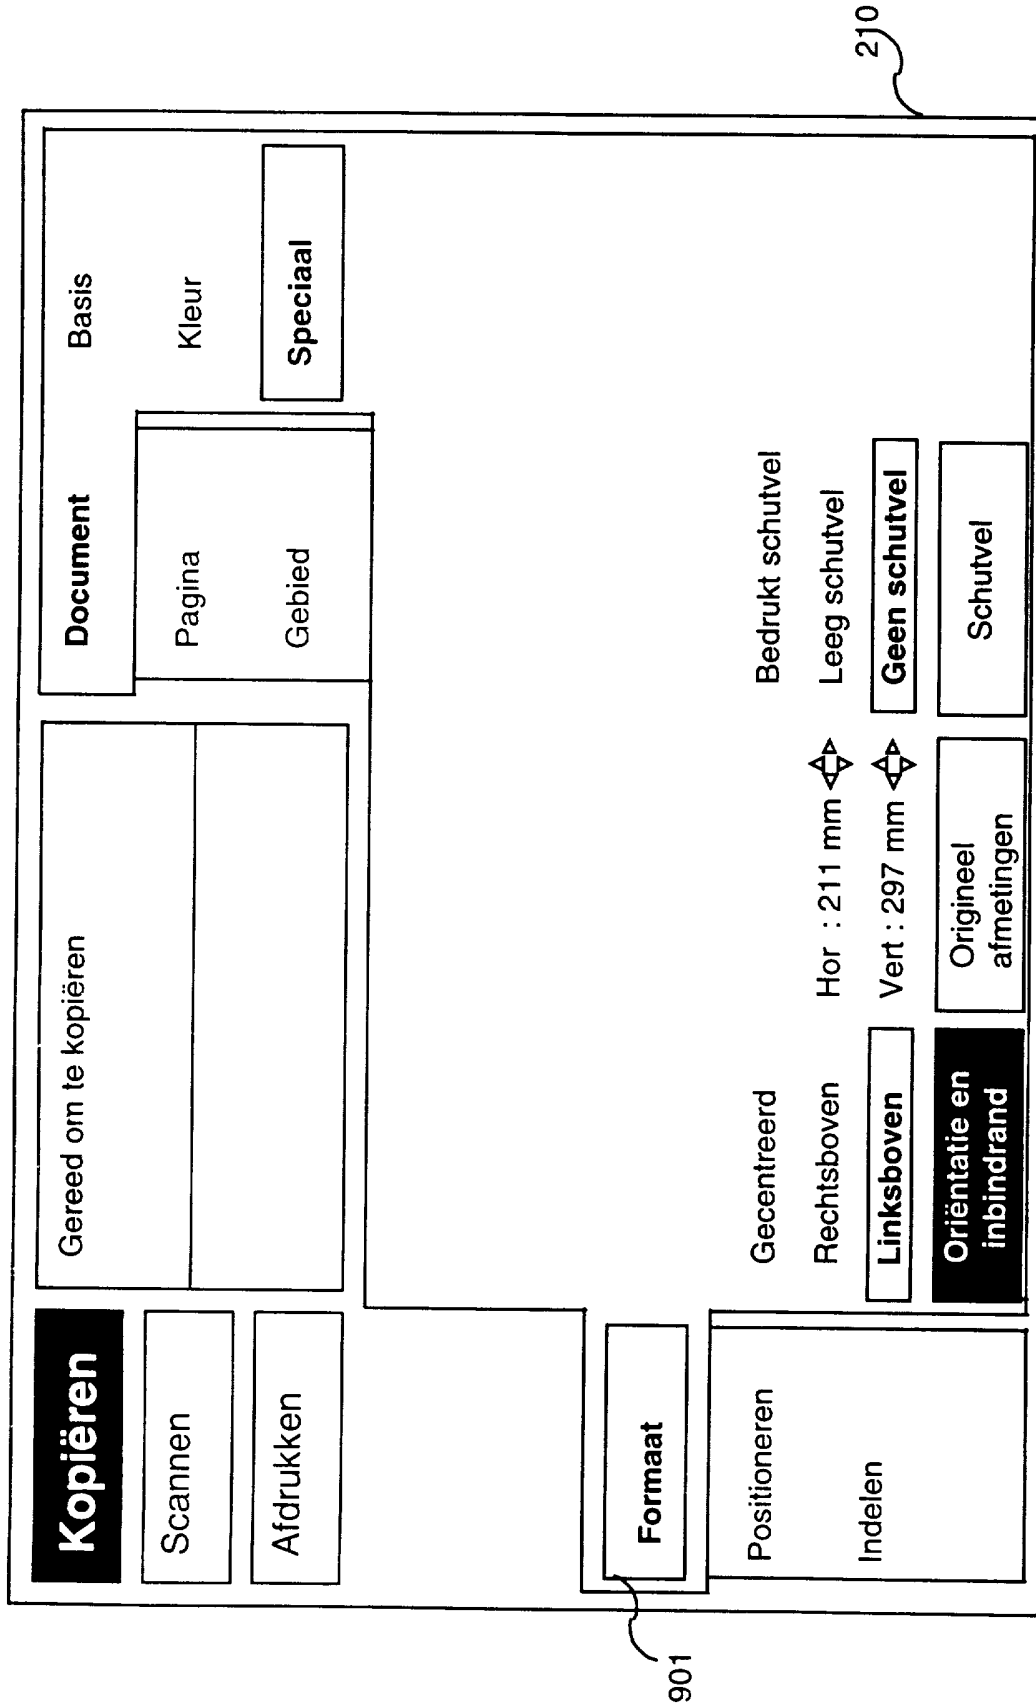 Kopiëren
Scannen
Afdrukken
Gereed om te kopiëren
Document
Pagina
Gebied
Basis
Kleur
Speciaal
Formaat
Positioneren
Indelen
Gecentreerd
Rechtsboven
Linksboven
Oriëntatie en
inbindrand
Hor : 211 mm
Vert : 297 mm
Origineel
afmetingen
Bedrukt schutvel
Leeg schutvel
Geen schutvel
Schutvel
901
210